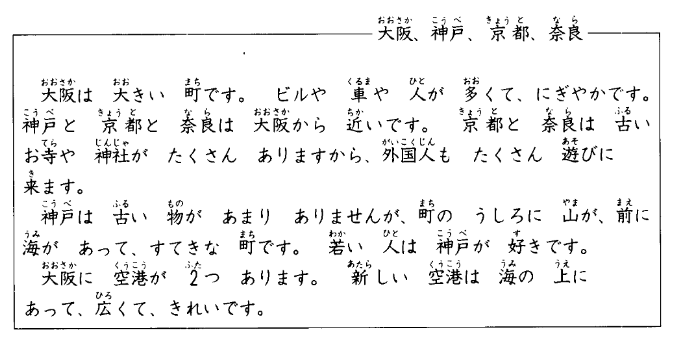 大阪、神戸、京都、奈良
大阪は 大きい 町です。 ビルや 車や 人が 多くて、にぎやかです。
神戸と 京都と 奈良は 大阪から 近いです。 京都と 奈良は 古い
お寺や 神社が たくさん ありますから、外国人も たくさん 遊びに
来ます。
神戸は 古い 物が あまり ありませんが、町の うしろに 山が、前に
海が あって、すてきな 町です。 若い 人は 神戸が 好きです。
大阪に 空港が 2つ あります。 新しい 空港は 海の 上に
あって、広くて、きれいです。